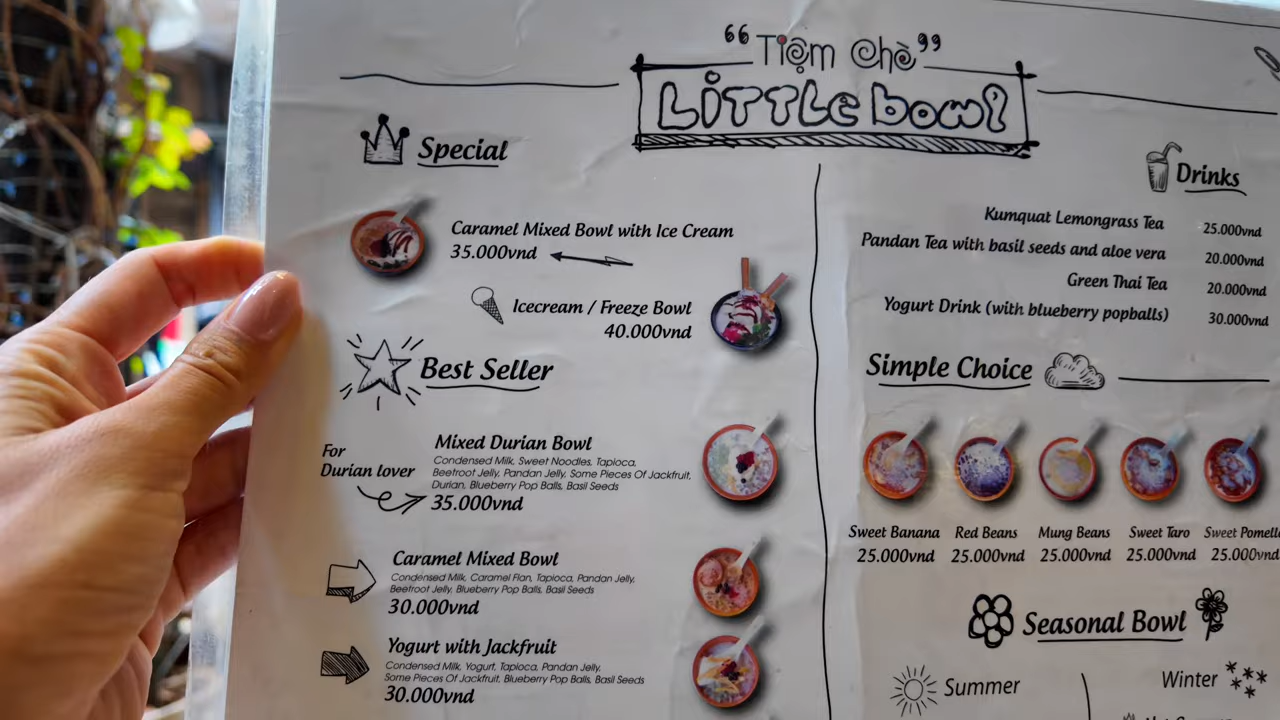 “Tiệm Chè”
Little bowl
Special
Caramel Mixed Bowl with Ice Cream
35.000vnd
Icecream / Freeze Bowl
40.000vnd
Best Seller
For
Durian lover
Mixed Durian Bowl
Condensed Milk, Sweet Noodles, Tapioca,
Beetroot Jelly, Pandan Jelly, Some Pieces Of Jackfruit,
Durian, Blueberry Pop Balls, Basil Seeds
35.000vnd
Caramel Mixed Bowl
Condensed Milk, Caramel Flan, Tapioca, Pandan Jelly,
Beetroot Jelly, Blueberry Pop Balls, Basil Seeds
30.000vnd
Yogurt with Jackfruit
Condensed Milk, Yogurt, Tapioca, Pandan Jelly,
Some Pieces Of Jackfruit, Blueberry Pop Balls, Basil Seeds
30.000vnd
Drinks
Kumquat Lemongrass Tea 25.000vnd
Pandan Tea with basil seeds and aloe vera 20.000vnd
Green Thai Tea 20.000vnd
Yogurt Drink (with blueberry popballs) 30.000vnd
Simple Choice
Sweet Banana Red Beans Mung Beans Sweet Taro Sweet
25.000vnd 25.000vnd 25.000vnd 25.000vnd 25.000vnd
Seasonal Bowl
Summer Winter